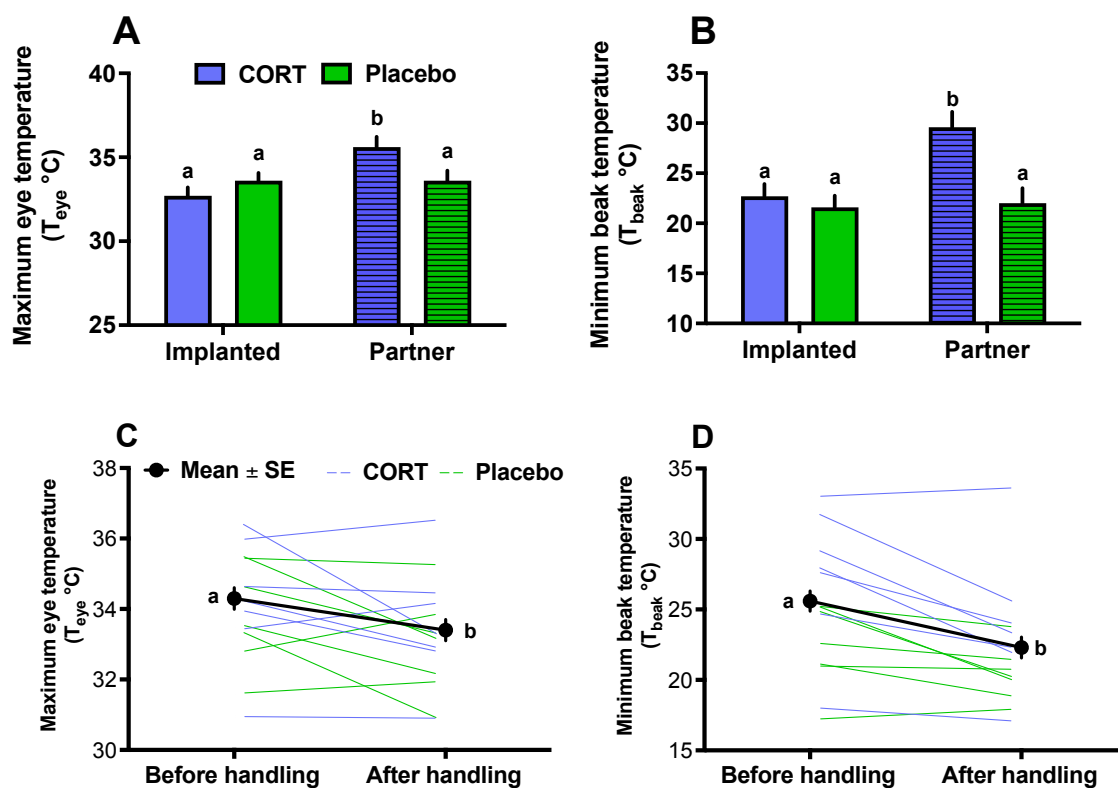 A
Maximum eye temperature
(Teye °C)
CORT
Placebo
40
35
30
25
a
a
b
a
Implanted
Partner
B
Minimum beak temperature
(Tbeak °C)
35
30
25
20
15
10
a
a
b
a
Implanted
Partner
C
Maximum eye temperature
(Teye °C)
Mean ± SE
CORT
Placebo
38
36
34
32
30
a
b
Before handling
After handling
D
Minimum beak temperature
(Tbeak °C)
35
30
25
20
15
a
b
Before handling
After handling